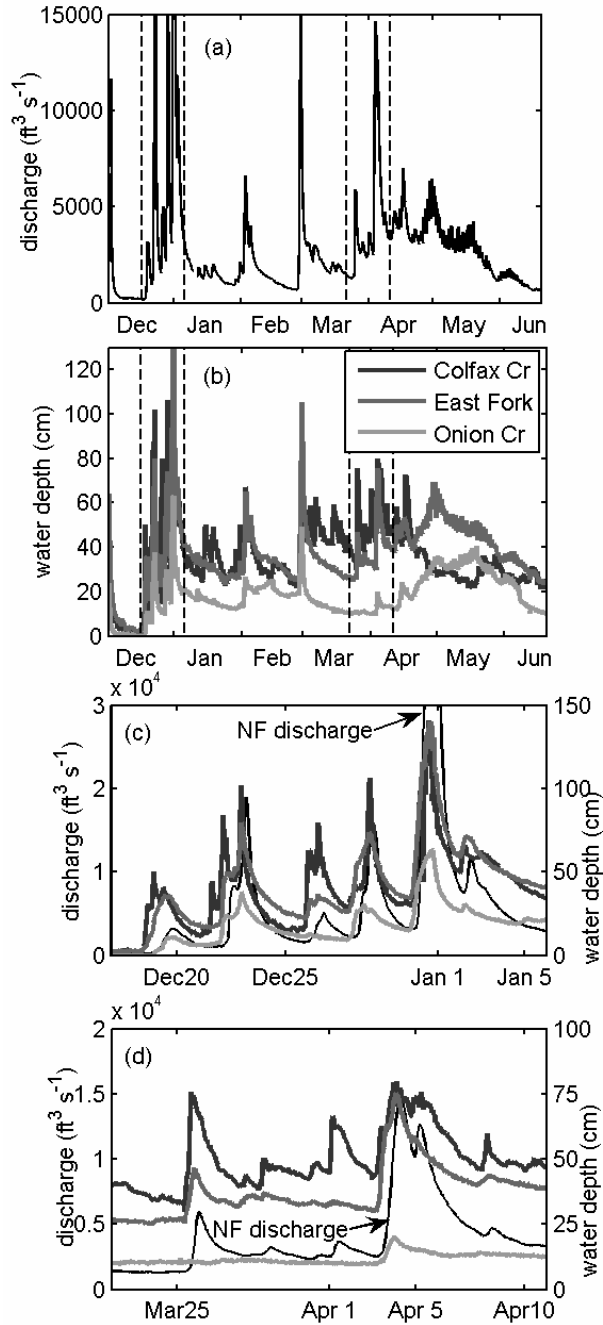 (a)
15000
10000
5000
0
discharge (ft³ s⁻¹)
Dec Jan Feb Mar Apr May Jun
(b)
120
100
80
60
40
20
0
water depth (cm)
Colfax Cr
East Fork
Onion Cr
Dec Jan Feb Mar Apr May Jun
x 10⁴
(c)
NF discharge
3
2
1
0
discharge (ft³ s⁻¹)
150
100
50
0
water depth (cm)
Dec20 Dec25 Jan 1 Jan 5
x 10⁴
(d)
NF discharge
2
1.5
1
0.5
0
discharge (ft³ s⁻¹)
100
75
50
25
0
water depth (cm)
Mar25 Apr 1 Apr 5 Apr10